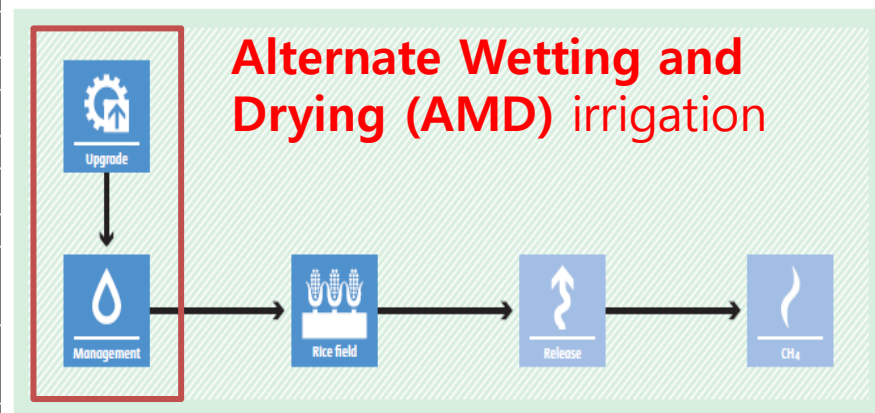 Alternate Wetting and
Drying (AMD) irrigation
Upgrade
Management
Rice field
Release
CH4